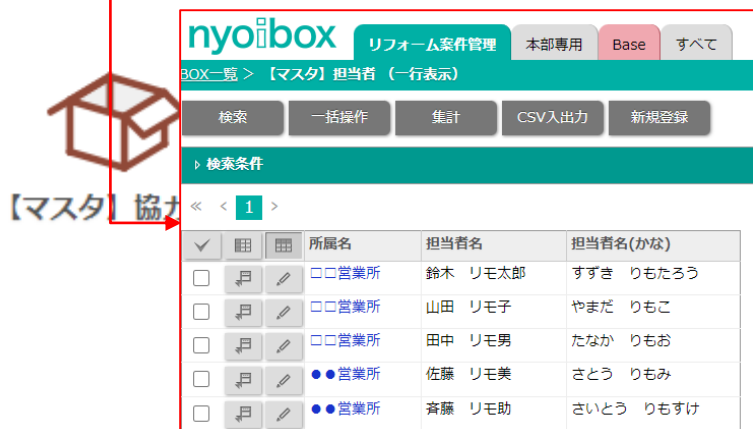 nyoibox
リフォーム案件管理 本部専用 Base すべて
BOX一覧 > 【マスタ】担当者 （一行表示）
検索 一括操作 集計 CSV入出力 新規登録
検索条件
【マスタ】協
« < 1 >
所属名 担当者名 担当者名(かな)
□□営業所 鈴木 リモ太郎 すずき りもたろう
□□営業所 山田 リモ子 やまだ りもこ
□□営業所 田中 リモ男 たなか りもお
●●営業所 佐藤 リモ美 さとう りもみ
●●営業所 斉藤 リモ助 さいとう りもすけ